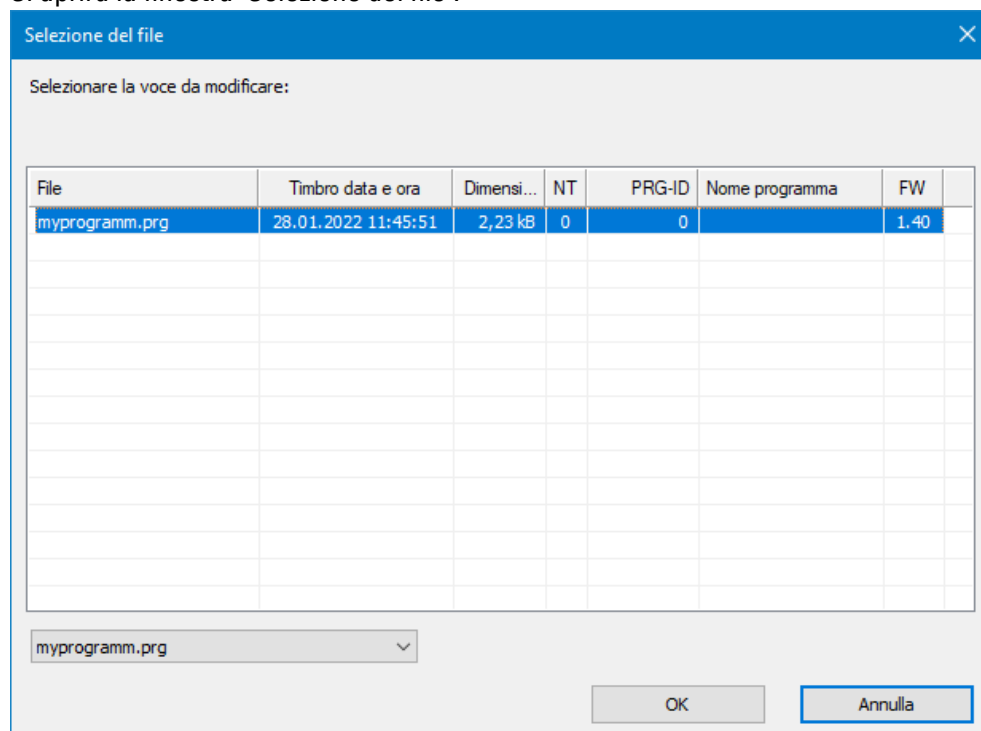 Selezione del file
Selezionare la voce da modificare:
File Timbro data e ora Dimensi... NT PRG-ID Nome programma FW
myprogramm.prg 28.01.2022 11:45:51 2,23 kB 0 0 1.40
myprogramm.prg
OK Annulla